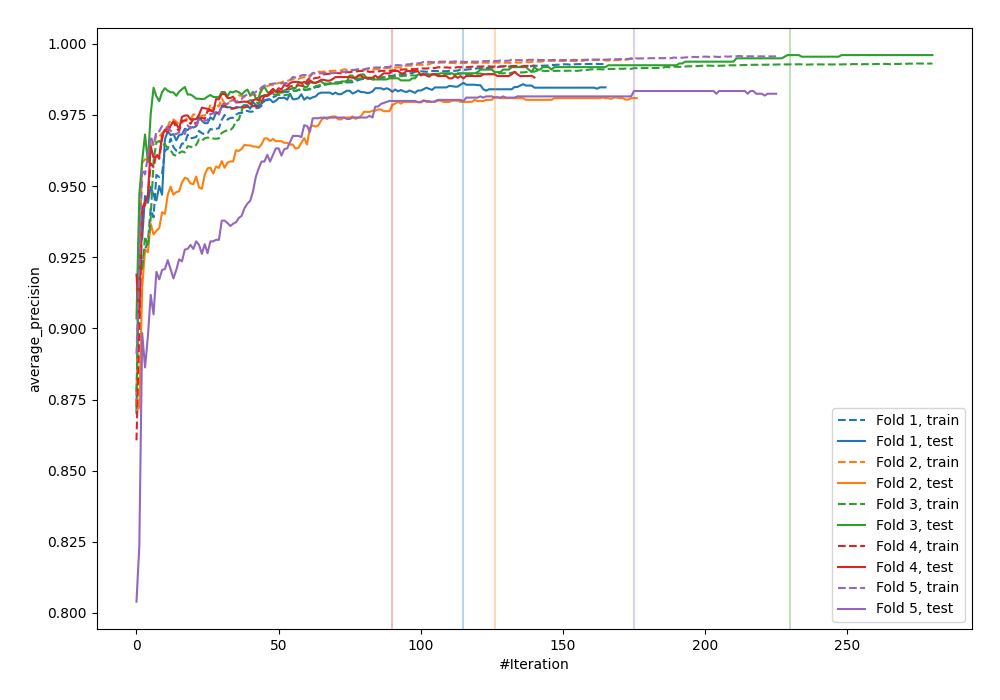 1.000
0.975
0.950
0.925
0.900
0.875
0.850
0.825
0.800
average_precision
0
50
100
150
200
250
#Iteration
Fold 1, train
Fold 1, test
Fold 2, train
Fold 2, test
Fold 3, train
Fold 3, test
Fold 4, train
Fold 4, test
Fold 5, train
Fold 5, test